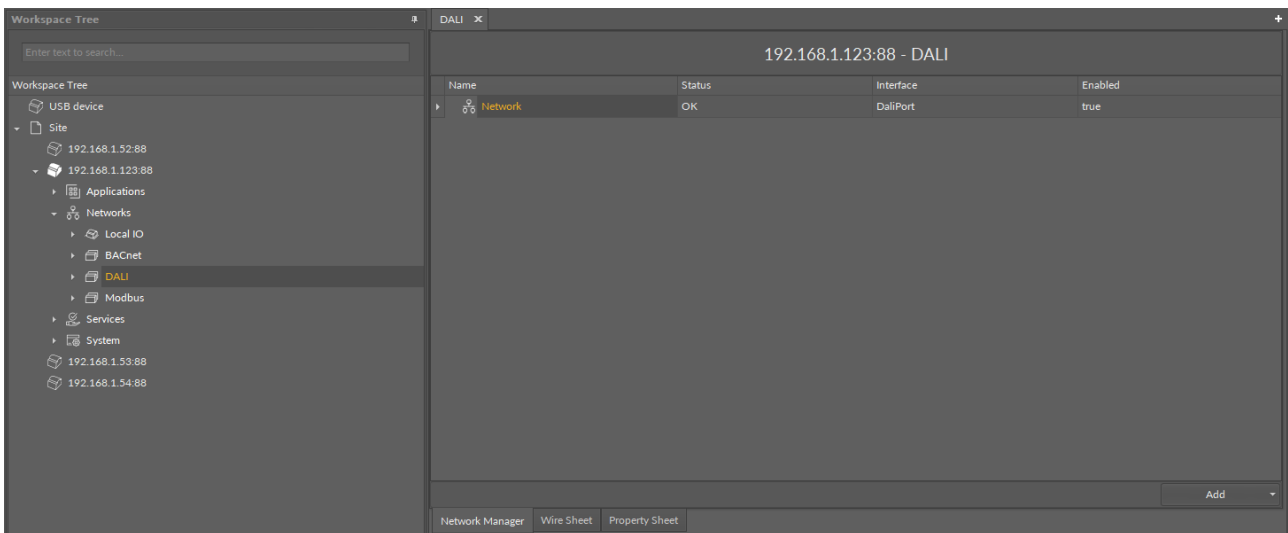 Workspace Tree
Enter text to search...
Workspace Tree
USB device
Site
192.168.1.52:88
192.168.1.123:88
Applications
Networks
Local IO
BACnet
DALI
Modbus
Services
System
192.168.1.53:88
192.168.1.54:88
DALI
192.168.1.123:88 - DALI
Name Status Interface Enabled
Network OK DaliPort true
Add
Network Manager Wire Sheet Property Sheet